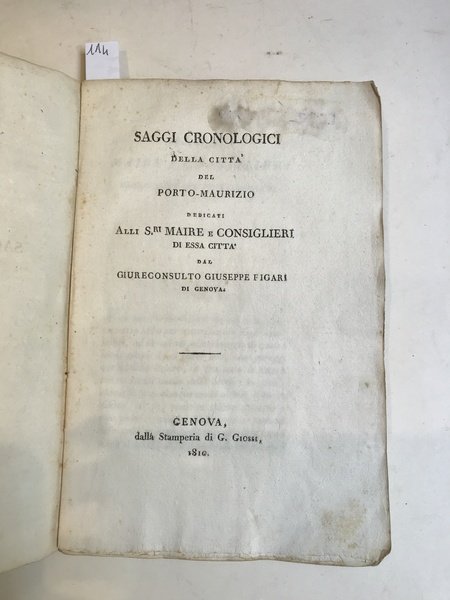 114
SAGGI CRONOLOGICI
DELLA CITTA'
DEL
PORTO-MAURIZIO
DEDICATI
ALLI S.RI MAIRE E CONSIGLIERI
DI ESSA CITTA'
DAL
GIURECONSULTO GIUSEPPE FIGARI
DI GENOVA.
GENOVA,
dalla Stamperia di G. GIOSSI,
1810.